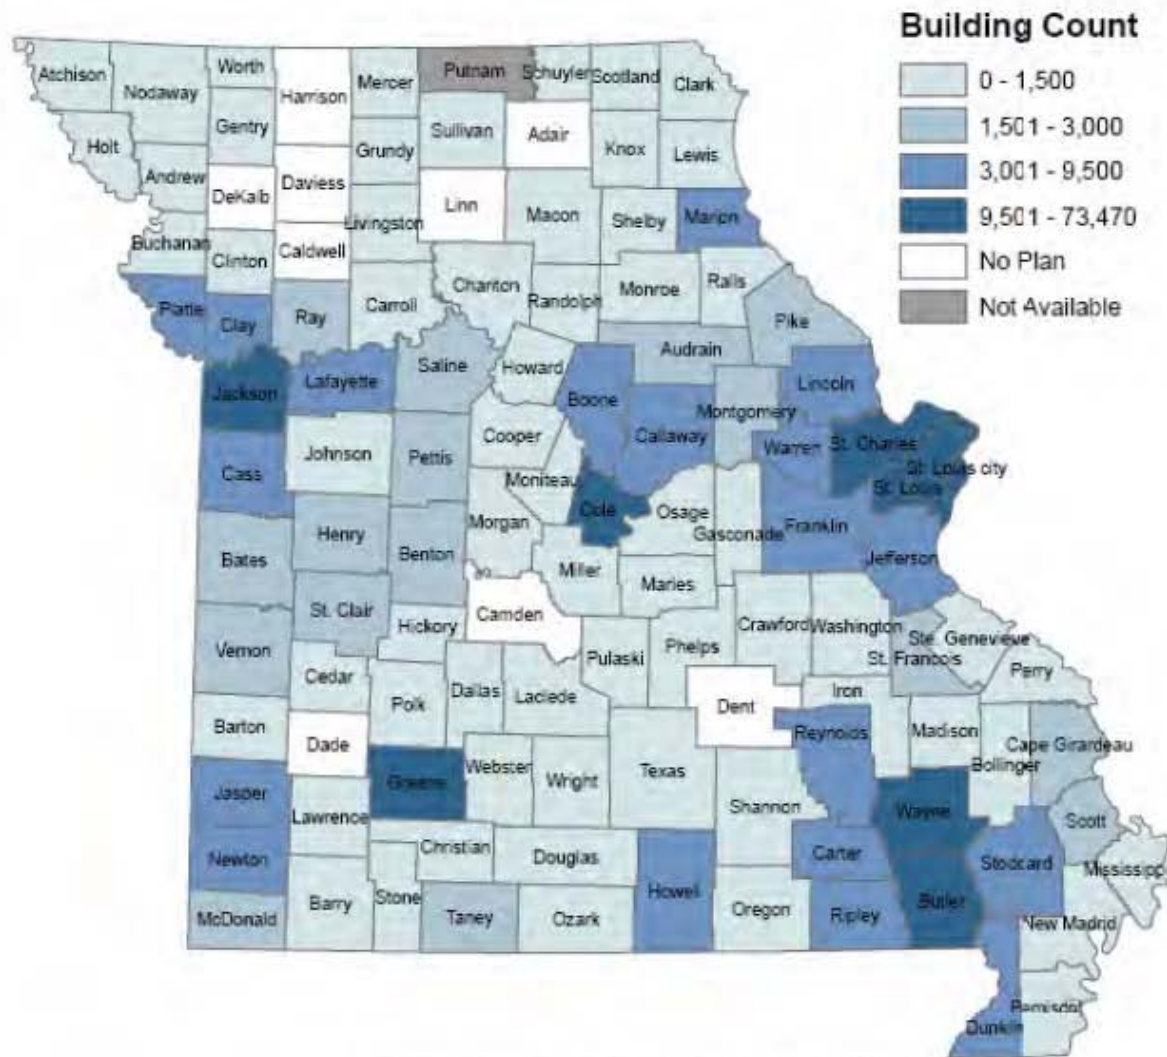 Building Count
0 - 1,500
1,501 - 3,000
3,001 - 9,500
9,501 - 73,470
No Plan
Not Available
Atchison
Nodaway
Worth
Harrison
Mercer
Putnam
Schuyler
Scotland
Clark
Holt
Gentry
Sullivan
Adair
Grundy
Knox
Lewis
Andrew
DeKalb
Daviess
Linn
Macon
Shelby
Marion
Livingston
Buchanan
Clinton
Caldwell
Chariton
Randolph
Monroe
Ralls
Carroll
Platte
Clay
Ray
Pike
Audrain
Saline
Howard
Jackson
Lafayette
Boone
Lincoln
Montgomery
Callaway
Cooper
Johnson
Pettis
Warren
St. Charles
St. Louis city
St. Louis
Cass
Moniteau
Cole
Osage
Morgan
Gasconade
Franklin
Henry
Benton
Bates
Miller
Maries
Jefferson
St. Clair
Hickory
Camden
Crawford
Washington
Ste. Genevieve
Vernon
Pulaski
Phelps
St. Francois
Perry
Cedar
Polk
Dallas
Laclede
Iron
Dent
Barton
Dade
Reynolds
Madison
Cape Girardeau
Bollinger
Greene
Webster
Wright
Texas
Jasper
Shannon
Wayne
Scott
Lawrence
Christian
Douglas
Newton
Carter
Stoddard
Mississippi
Howell
Barry
Stone
Taney
Ozark
Oregon
Ripley
Butler
McDonald
New Madrid
Pemiscot
Dunklin